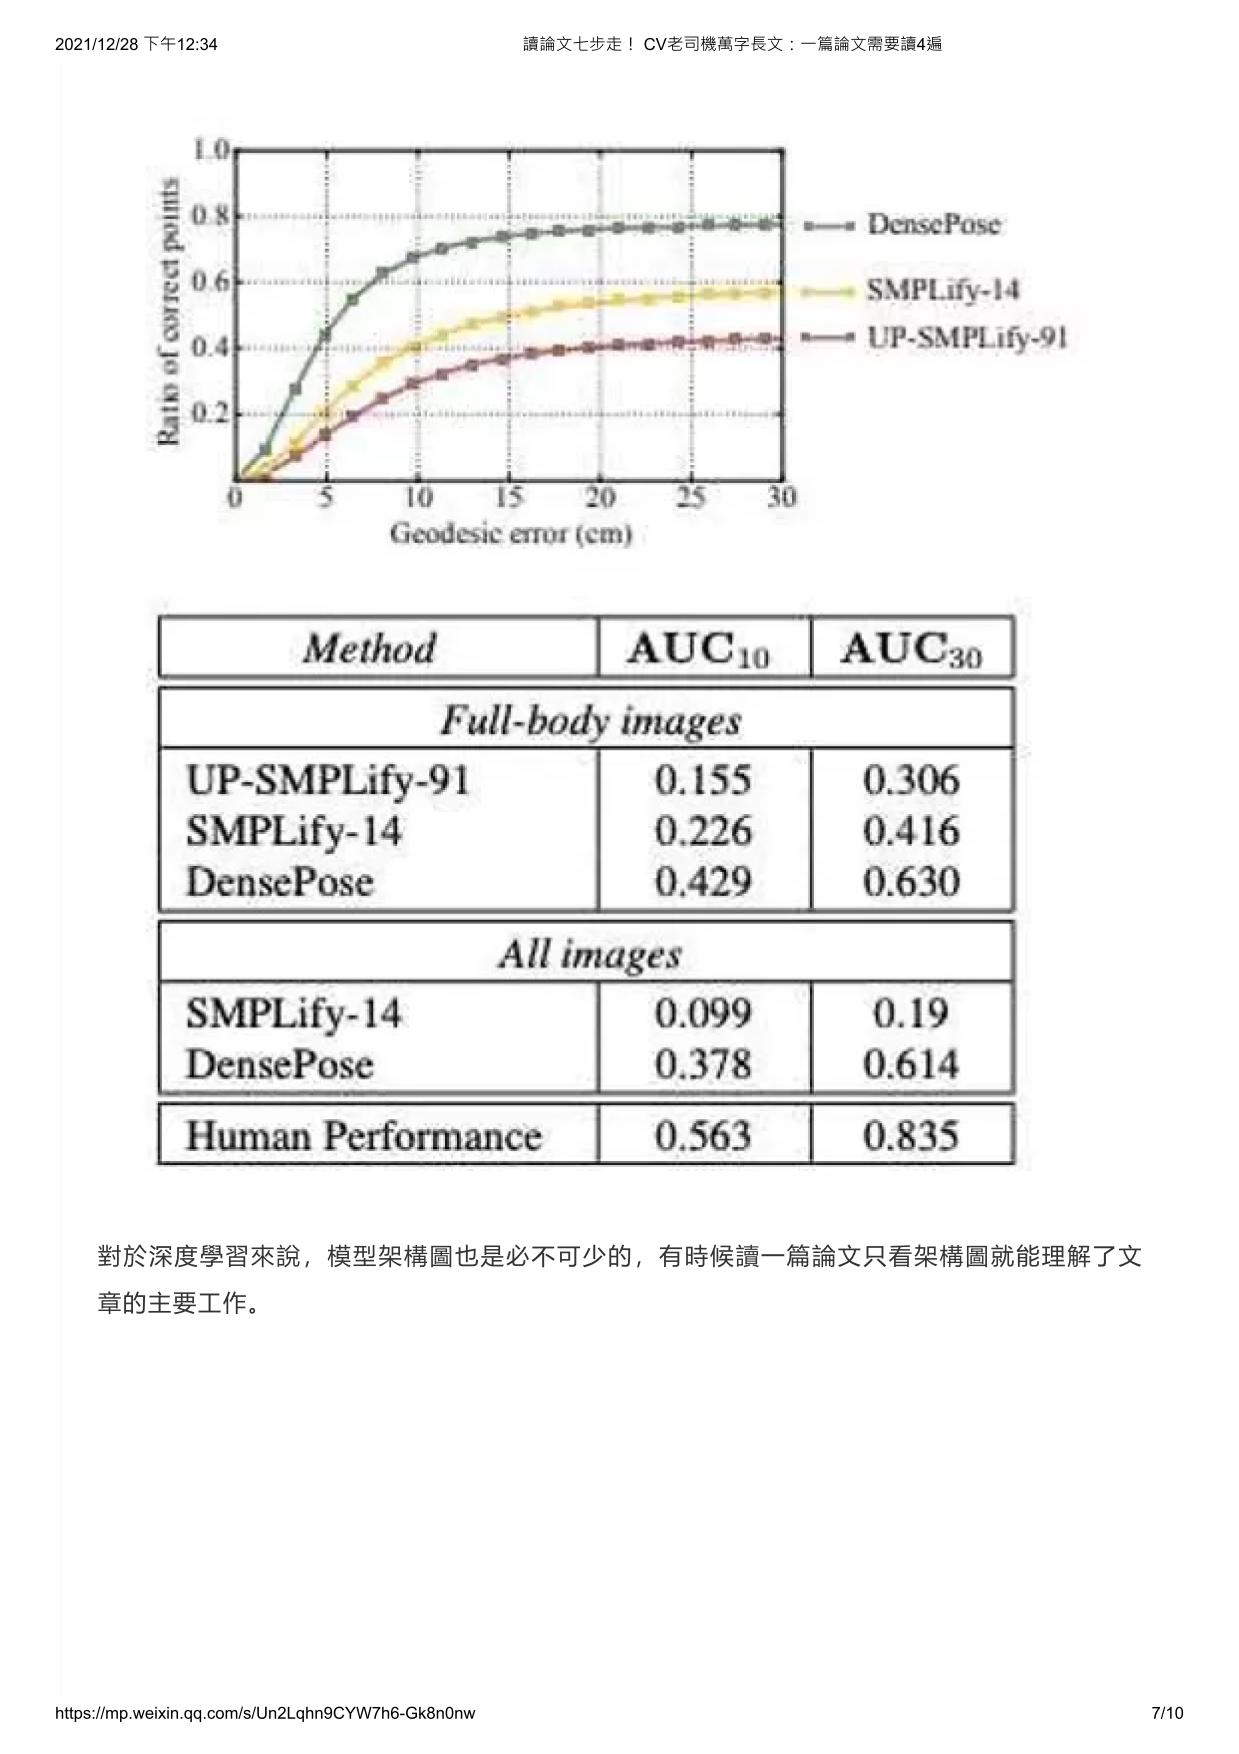 2021/12/28 下午12:34
讀論文七步走！ CV老司機萬字長文：一篇論文需要讀4遍
1.0
0.8
0.6
0.4
0.2
Ratio of correct points
0 5 10 15 20 25 30
Geodesic error (cm)
DensePose
SMPLify-14
UP-SMPLify-91
Method AUC10 AUC30
Full-body images
UP-SMPLify-91 0.155 0.306
SMPLify-14 0.226 0.416
DensePose 0.429 0.630
All images
SMPLify-14 0.099 0.19
DensePose 0.378 0.614
Human Performance 0.563 0.835
對於深度學習來說，模型架構圖也是必不可少的，有時候讀一篇論文只看架構圖就能理解了文
章的主要工作。
https://mp.weixin.qq.com/s/Un2Lqhn9CYW7h6-Gk8n0nw
7/10